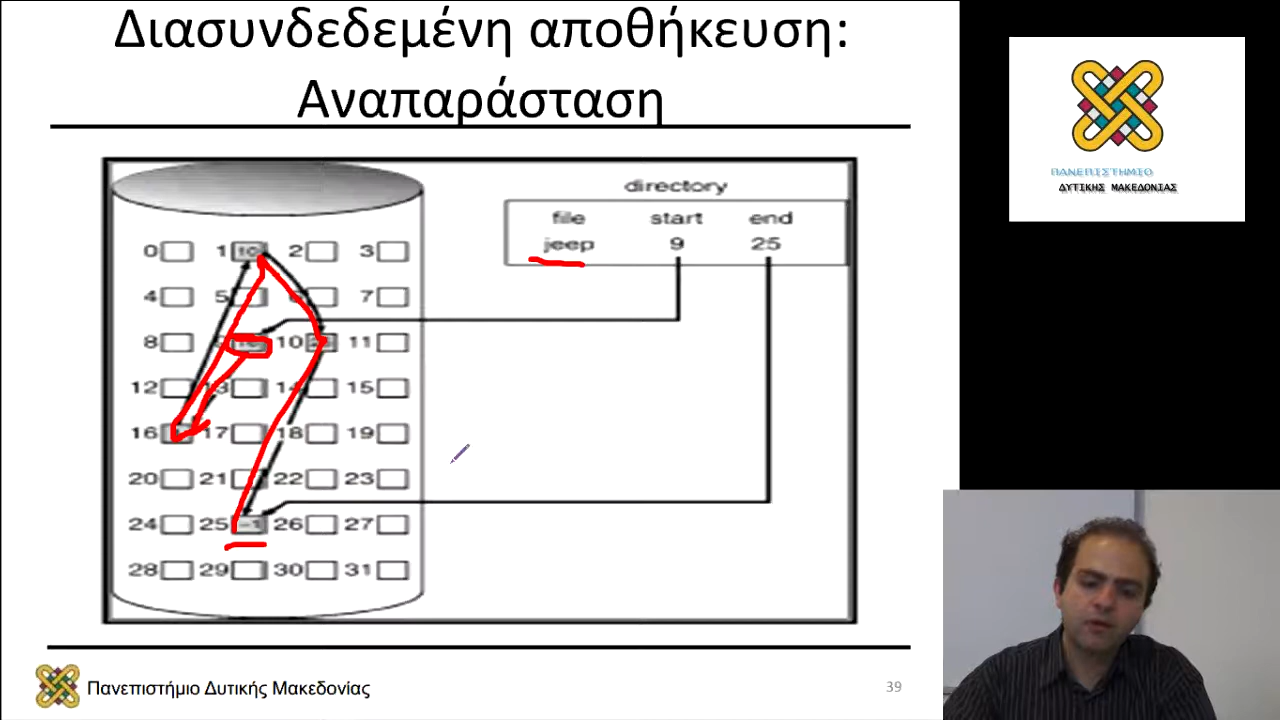 Διασυνδεδεμένη αποθήκευση:
Αναπαράσταση
ΠΑΝΕΠΙΣΤΗΜΙΟ
ΔΥΤΙΚΗΣ ΜΑΚΕΔΟΝΙΑΣ
directory
file start end
jeep 9 25
0 1 10 2 3
4 5 7
8 10 11
12 13 14 15
16 17 18 19
20 21 22 23
24 25 -1 26 27
28 29 30 31
Πανεπιστήμιο Δυτικής Μακεδονίας
39